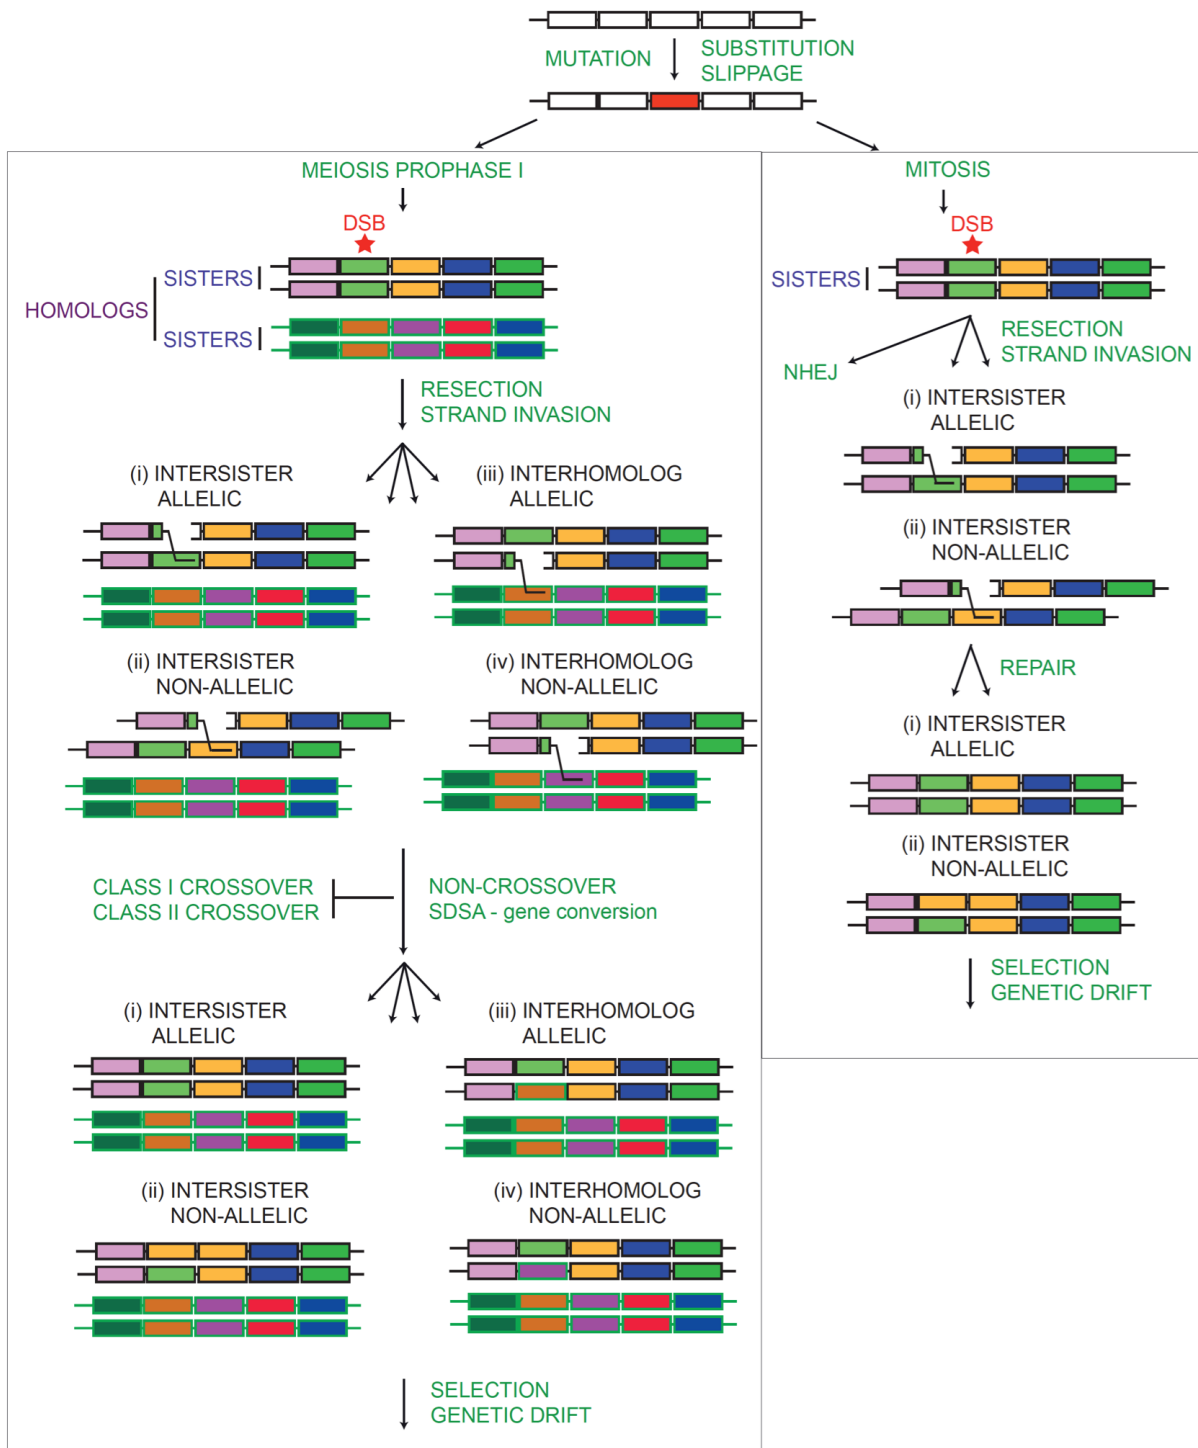 MUTATION
SUBSTITUTION
SLIPPAGE
MEIOSIS PROPHASE I
DSB
SISTERS
HOMOLOGS
SISTERS
RESECTION
STRAND INVASION
(i) INTERSISTER
ALLELIC
(iii) INTERHOMOLOG
ALLELIC
(ii) INTERSISTER
NON-ALLELIC
(iv) INTERHOMOLOG
NON-ALLELIC
CLASS I CROSSOVER
CLASS II CROSSOVER
NON-CROSSOVER
SDSA - gene conversion
(i) INTERSISTER
ALLELIC
(iii) INTERHOMOLOG
ALLELIC
(ii) INTERSISTER
NON-ALLELIC
(iv) INTERHOMOLOG
NON-ALLELIC
SELECTION
GENETIC DRIFT
MITOSIS
DSB
SISTERS
RESECTION
STRAND INVASION
NHEJ
(i) INTERSISTER
ALLELIC
(ii) INTERSISTER
NON-ALLELIC
REPAIR
(i) INTERSISTER
ALLELIC
(ii) INTERSISTER
NON-ALLELIC
SELECTION
GENETIC DRIFT